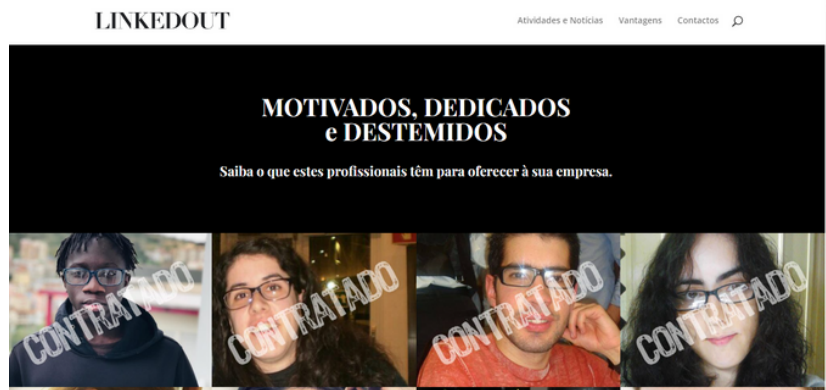 LINKEDOUT
Atividades e Notícias Vantagens Contactos
MOTIVADOS, DEDICADOS
e DESTEMIDOS
Saiba o que estes profissionais têm para oferecer à sua empresa.
CONTRATADO CONTRATADO CONTRATADO CONTRATADO